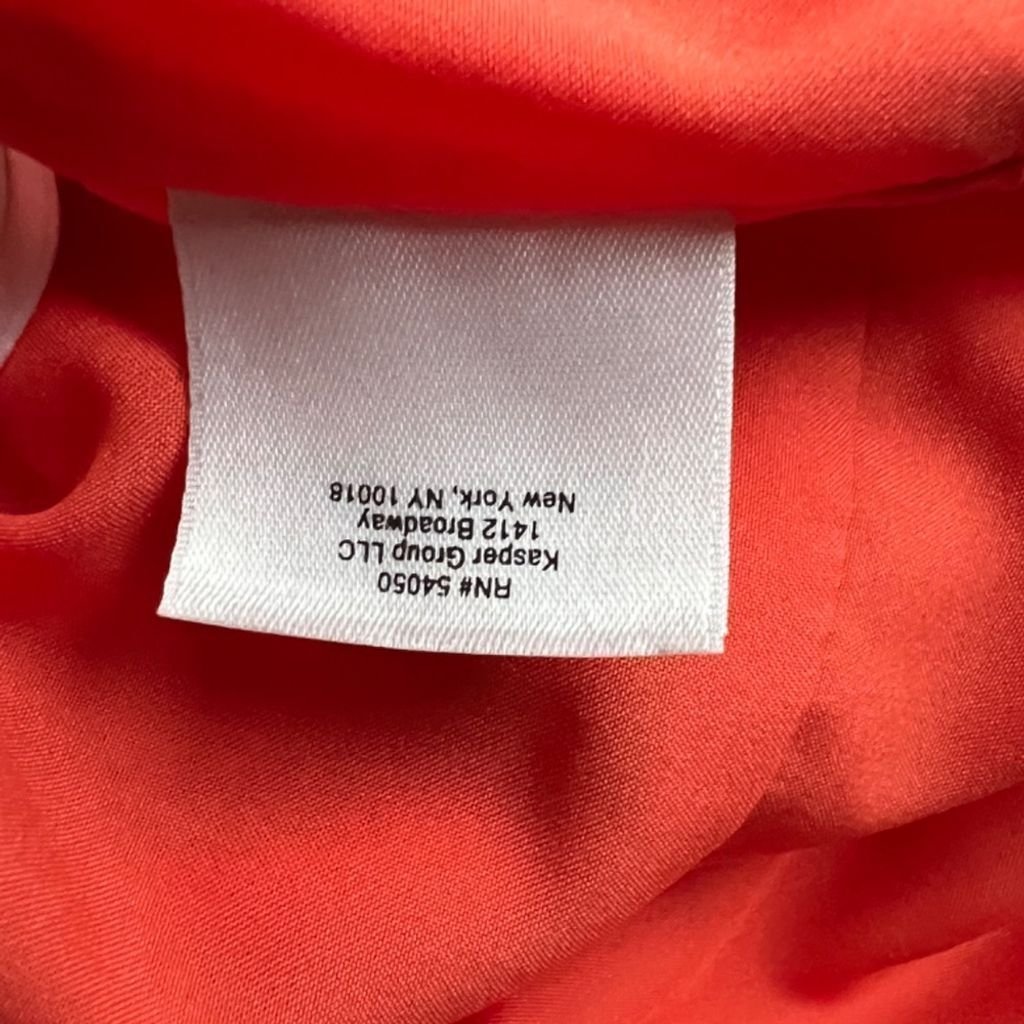 RN# 54050
Kasper Group LLC
1412 Broadway
New York, NY 10018